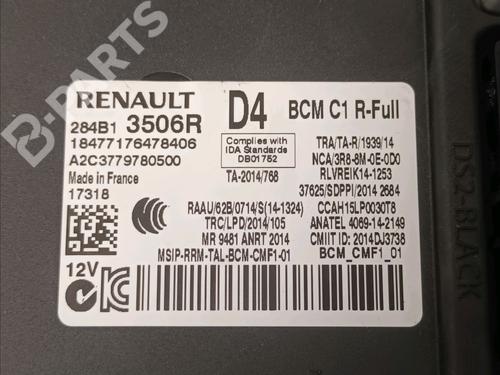 B-PARTS
RENAULT D4 BCM C1 R-Full
284B1 3506R
18477176478406
A2C3779780500
Made in France
17318
Complies with
IDA Standards
DB01752
TA-2014/768
TRA/TA-R/1939/14
NCA/3R8-8M-0E-0D0
RLVREIK14-1253
37625/SDPPI/2014 2684
RAAU/62B/0714/S(14-1324)
CCAH15LP0030T8
TRC/LPD/2014/105
ANATEL 4069-14-2149
MR 9481 ANRT 2014
CMIIT ID: 2014DJ3738
MSIP-RRM-TAL-BCM-CMF1-01
BCM_CMF1_01
12V
DS2-BLACK